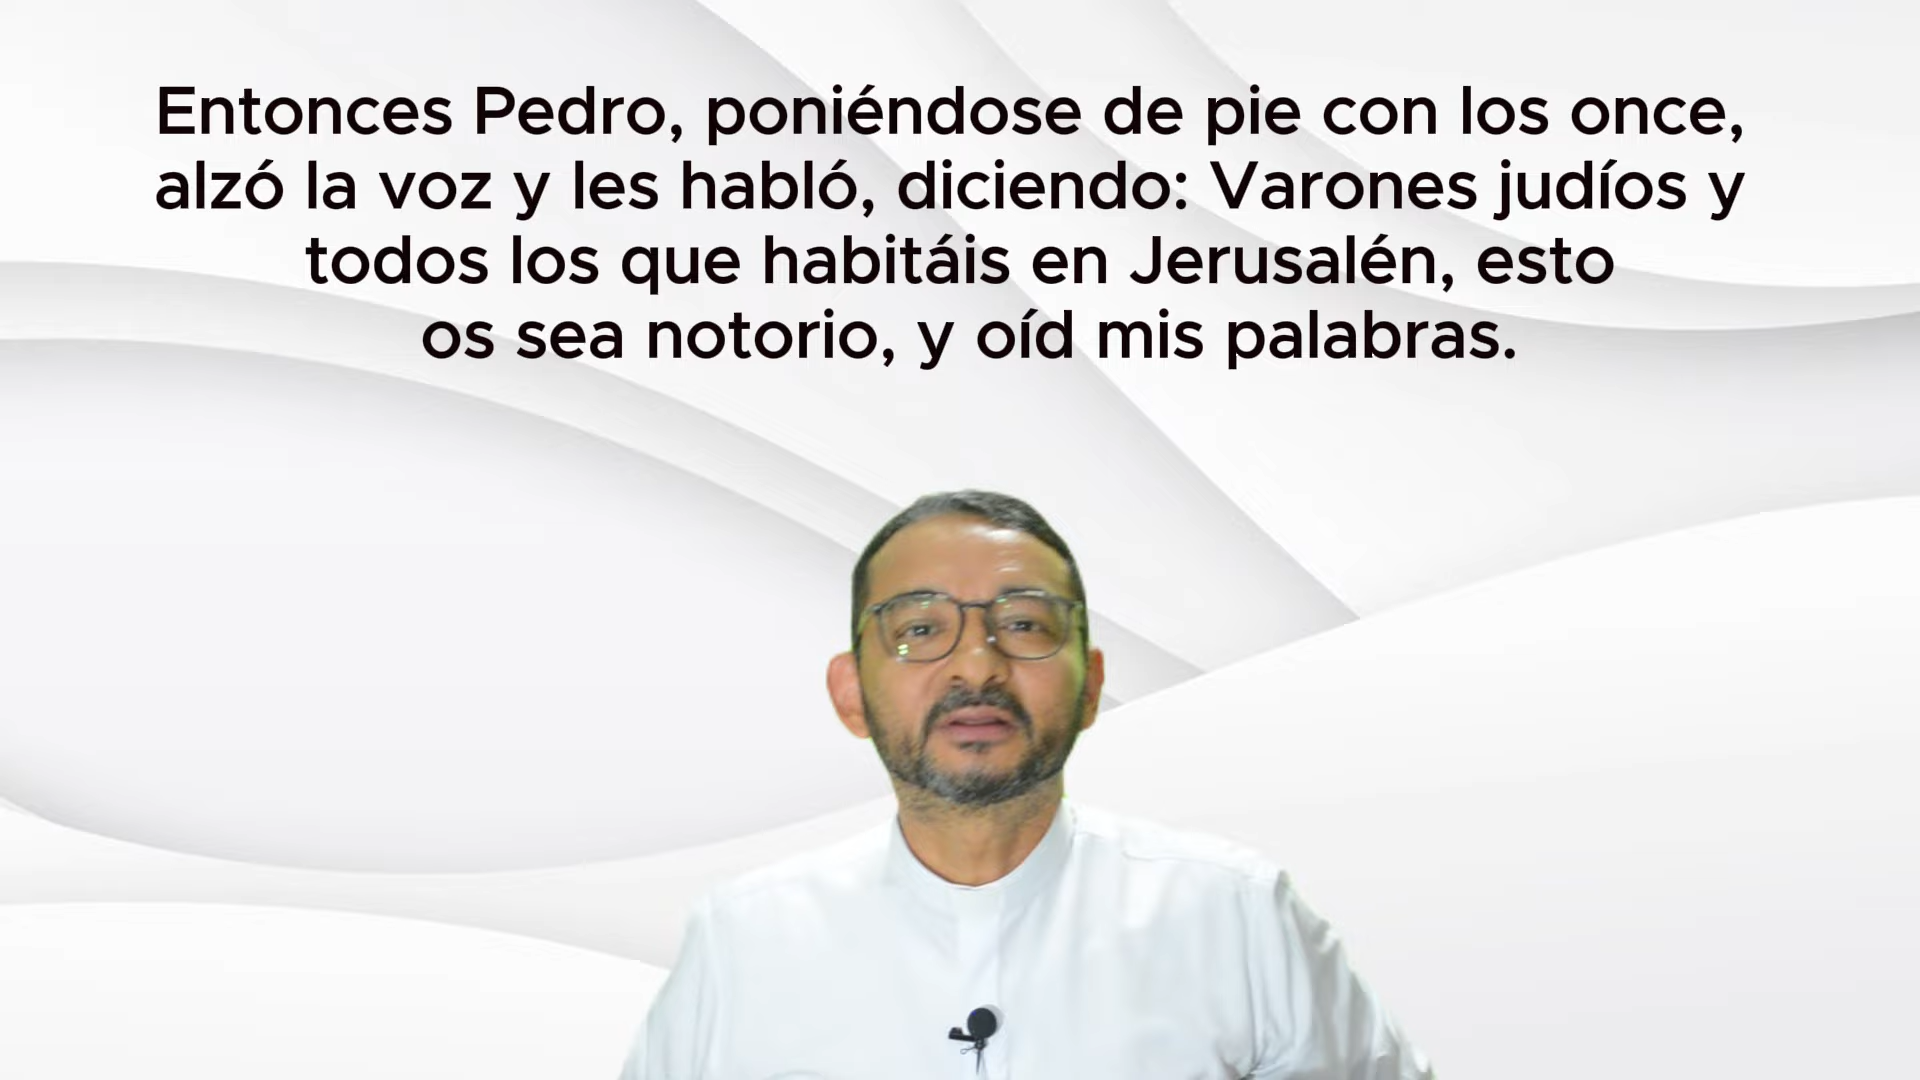 Entonces Pedro, poniéndose de pie con los once,
alzó la voz y les habló, diciendo: Varones judíos y
todos los que habitáis en Jerusalén, esto
os sea notorio, y oíd mis palabras.